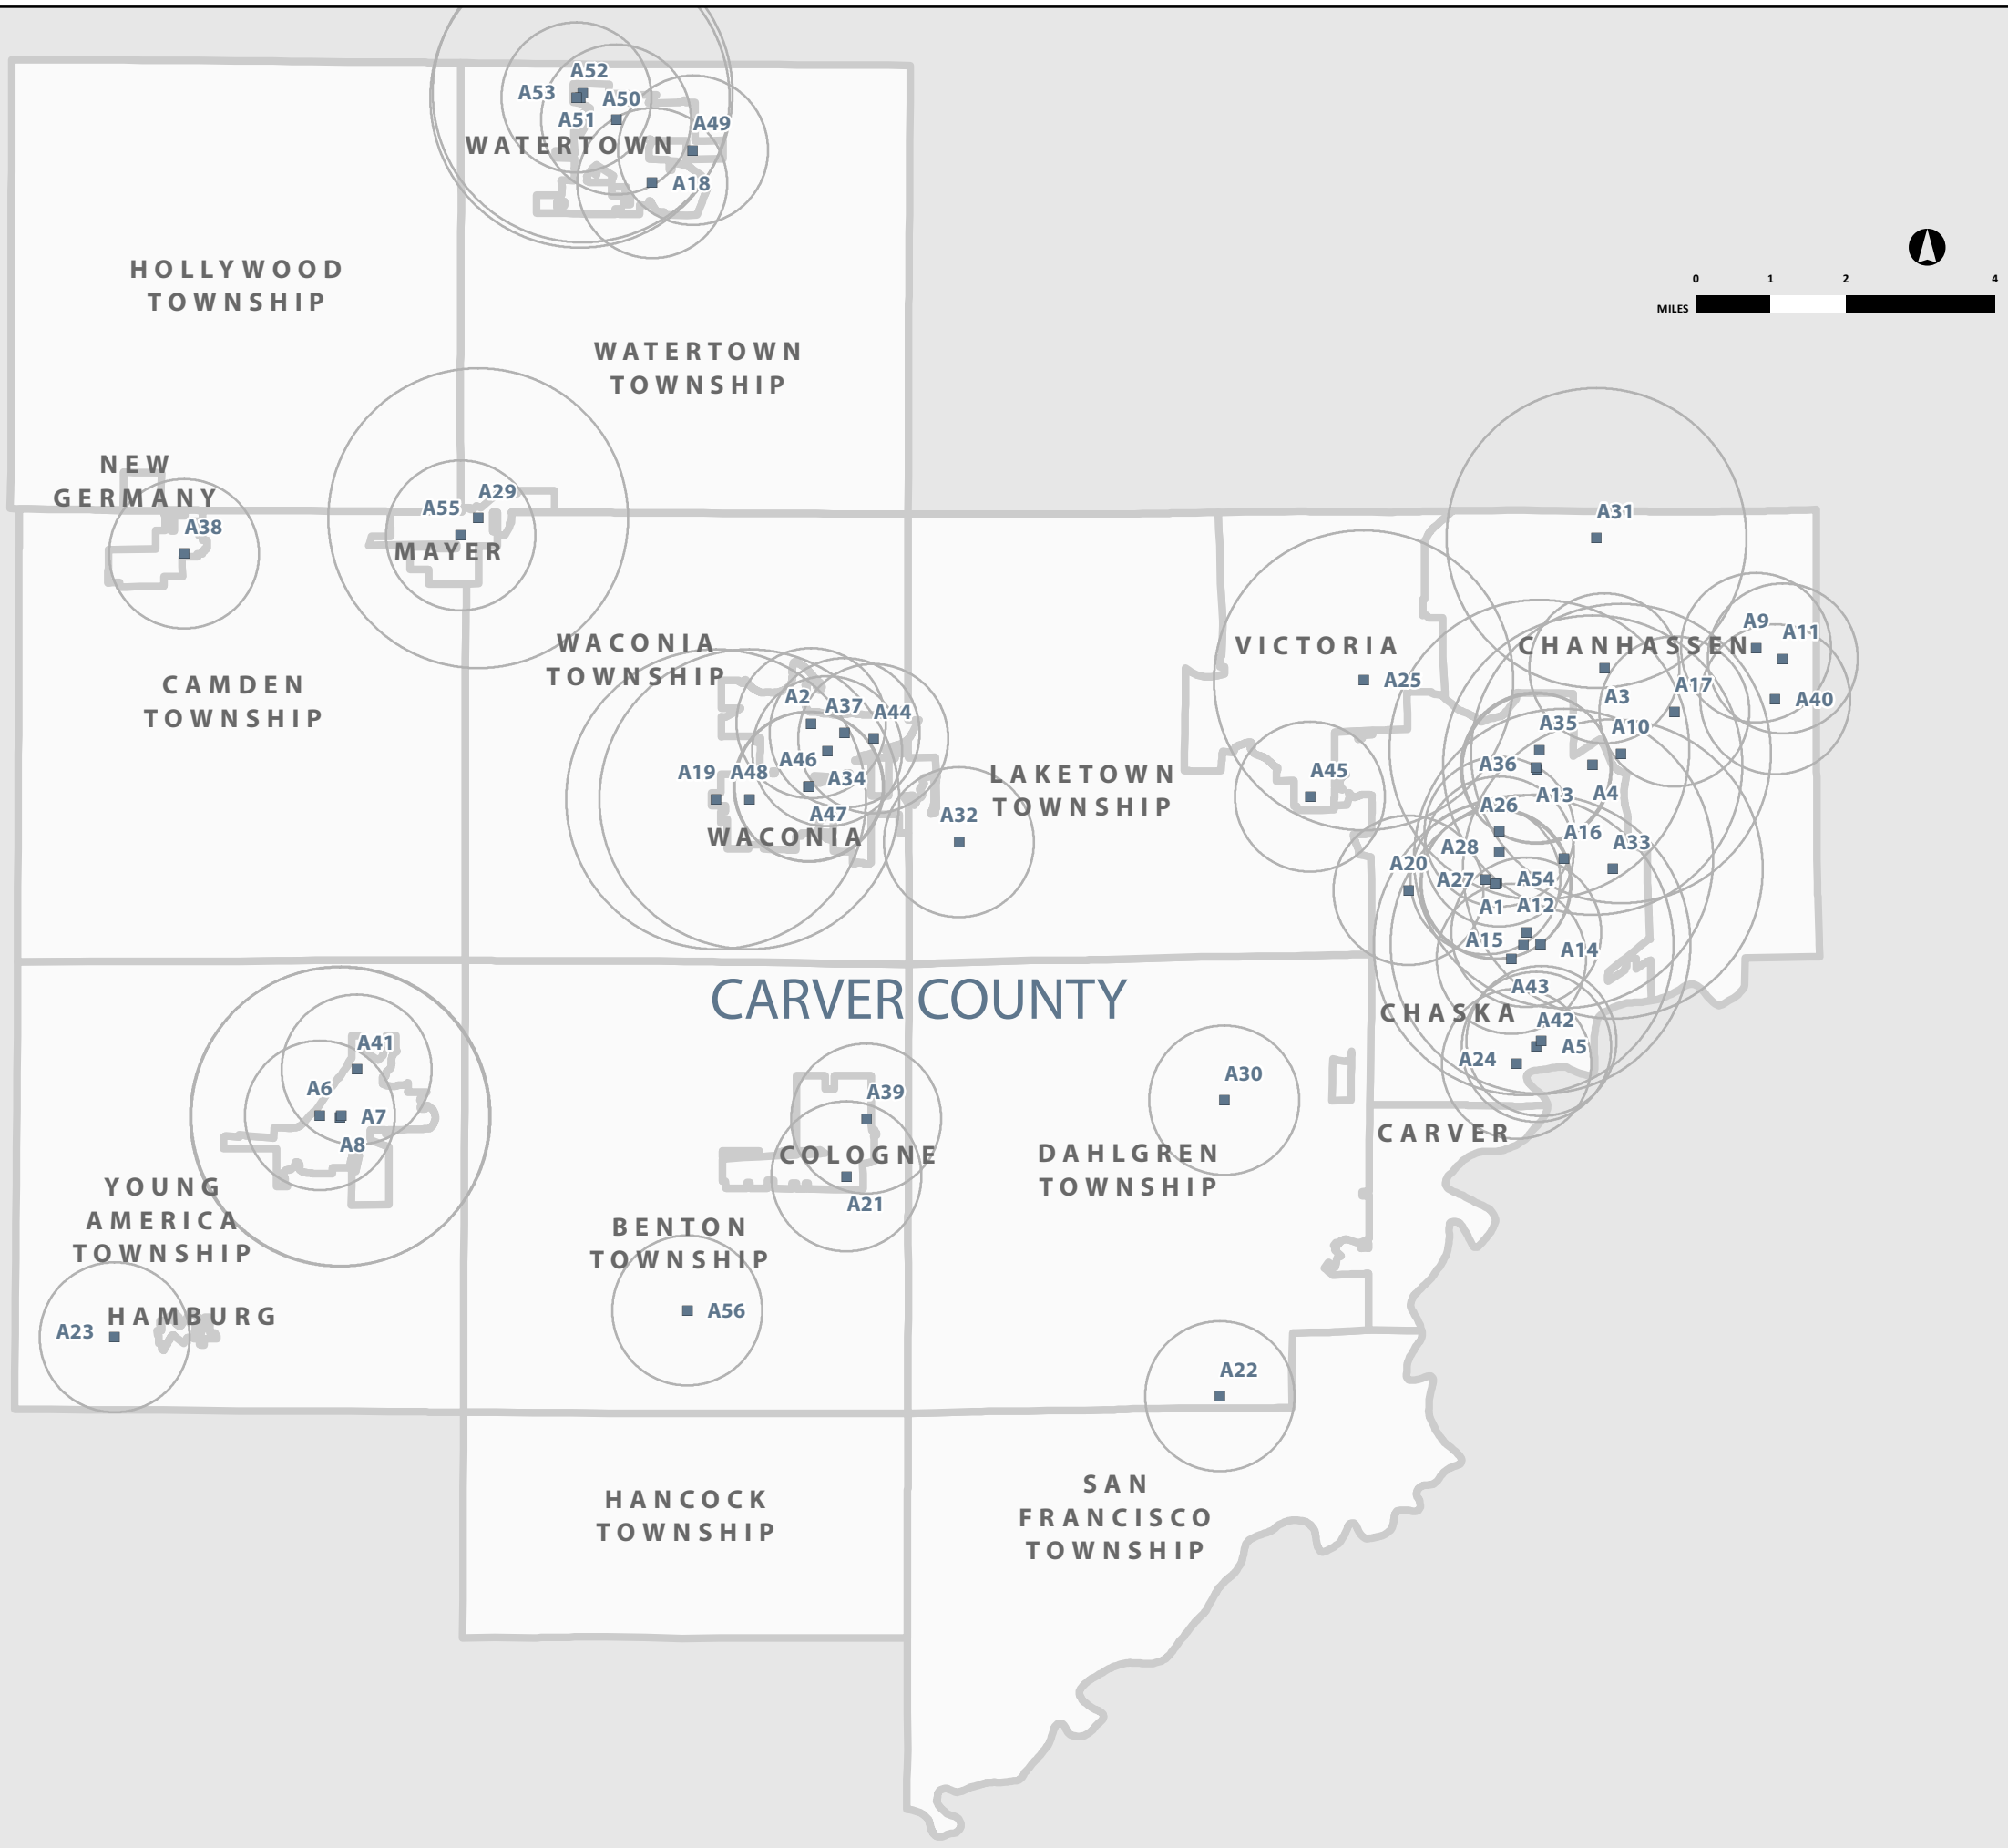 A52
A53
A50
A51
A49
WATERTOWN
A18
HOLLYWOOD
TOWNSHIP
0 1 2 4
MILES
WATERTOWN
TOWNSHIP
NEW
GERMANY
A38
A29
A55
MAYER
A31
WACONIA
TOWNSHIP
VICTORIA
CHANHASSEN
A9
A11
A25
A3
A17
A40
CAMDEN
TOWNSHIP
A2
A37
A44
A35
A10
A46
A19
A48
A34
A47
WACONIA
A32
LAKETOWN
TOWNSHIP
A45
A36
A13
A4
A26
A16
A33
A28
A20
A27
A54
A1
A12
A15
A14
CARVER COUNTY
A43
CHASKA
A42
A5
A24
A41
A6
A7
A8
A39
COLOGNE
A21
A30
DAHLGREN
TOWNSHIP
CARVER
YOUNG
AMERICA
TOWNSHIP
BENTON
TOWNSHIP
A56
HAMBURG
A23
A22
HANCOCK
TOWNSHIP
SAN
FRANCISCO
TOWNSHIP